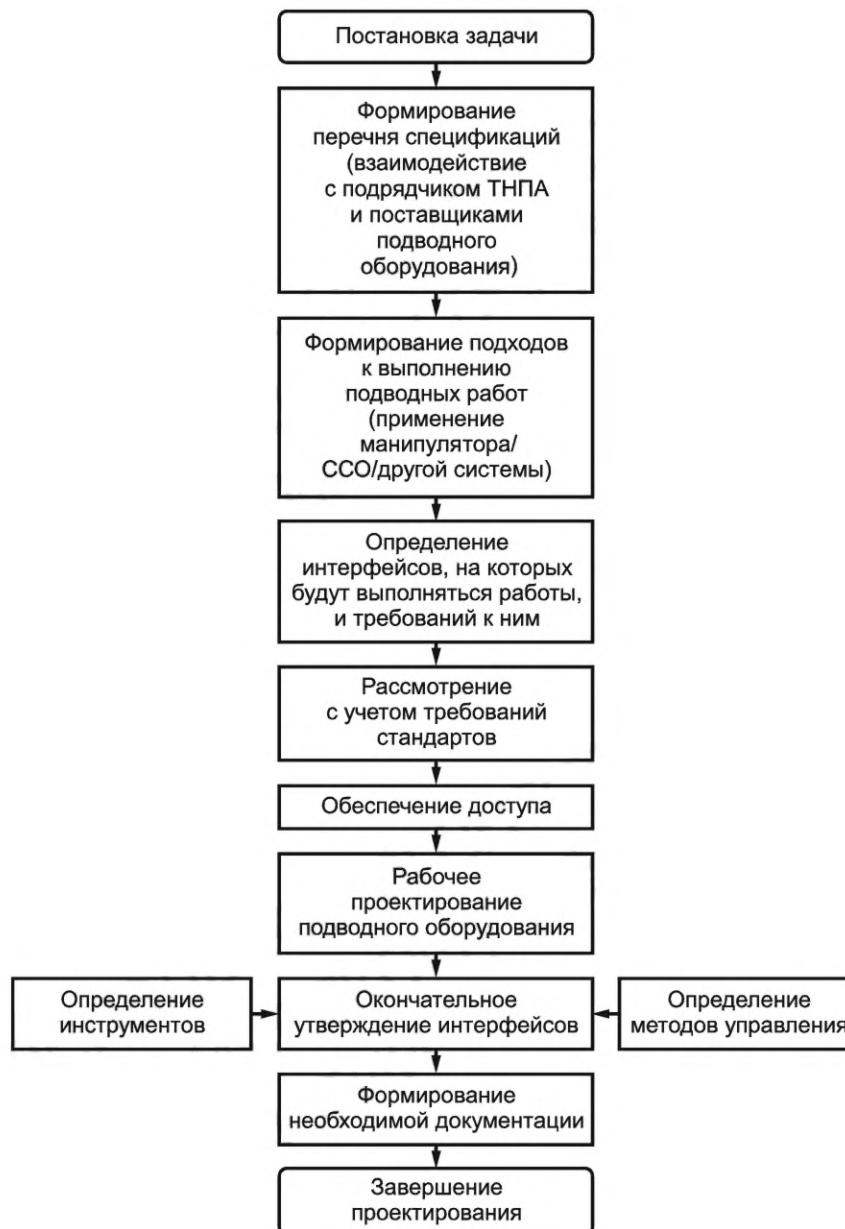 Постановка задачи
Формирование
перечня спецификаций
(взаимодействие
с подрядчиком ТНПА
и поставщиками
подводного
оборудования)
Формирование подходов
к выполнению
подводных работ
(применение
манипулятора/
ССО/другой системы)
Определение
интерфейсов, на которых
будут выполняться работы,
и требований к ним
Рассмотрение
с учетом требований
стандартов
Обеспечение доступа
Рабочее
проектирование
подводного оборудования
Определение
инструментов
Окончательное
утверждение интерфейсов
Определение
методов управления
Формирование
необходимой документации
Завершение
проектирования